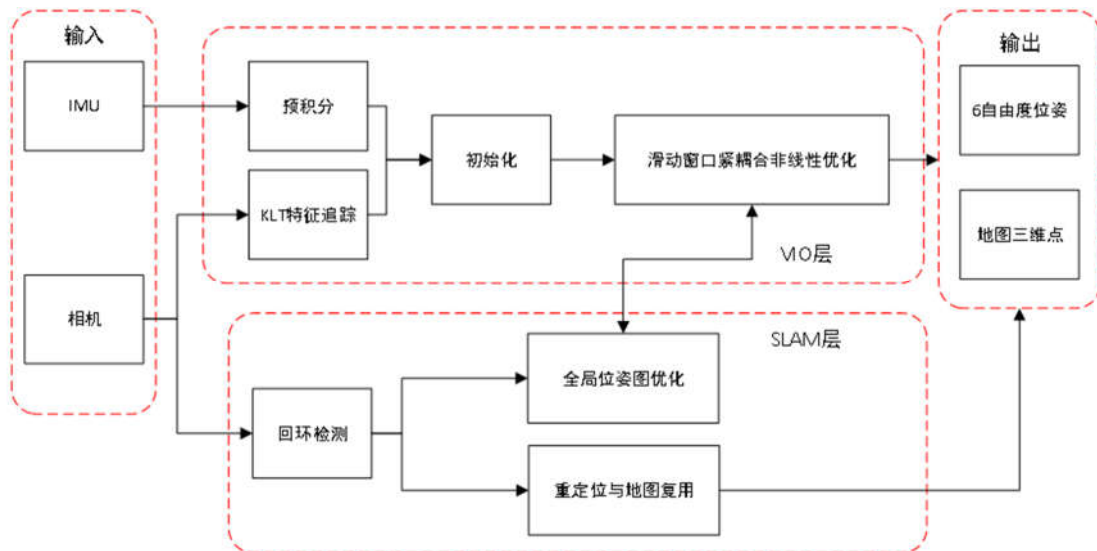 输入
IMU
相机
预积分
KLT特征追踪
初始化
滑动窗口紧耦合非线性优化
VIO层
SLAM层
回环检测
全局位姿图优化
重定位与地图复用
输出
6自由度位姿
地图三维点